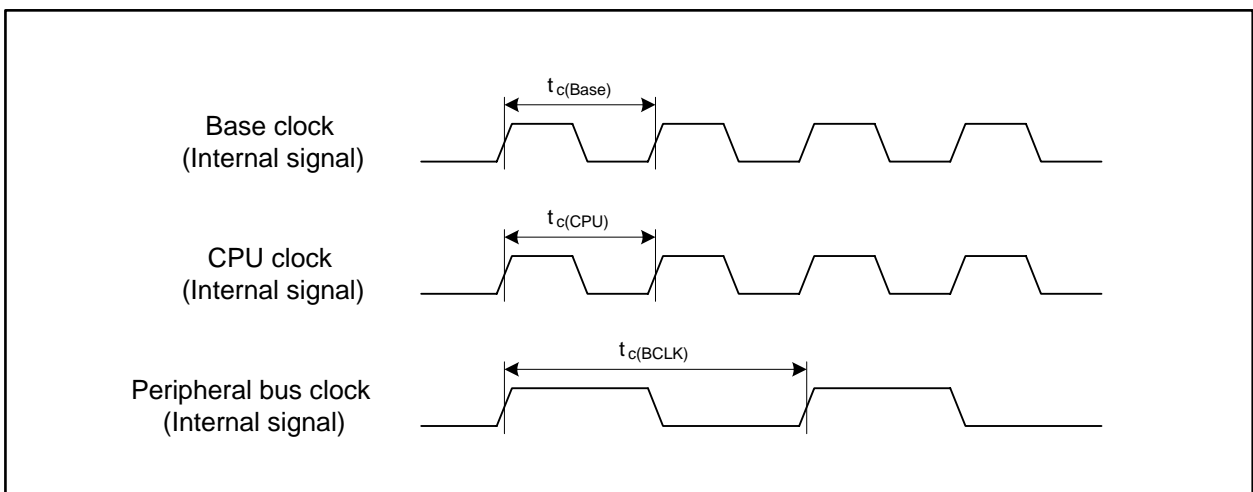 t c(Base)
Base clock
(Internal signal)
t c(CPU)
CPU clock
(Internal signal)
t c(BCLK)
Peripheral bus clock
(Internal signal)